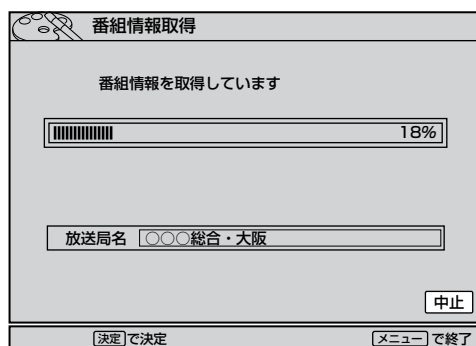 番組情報取得
番組情報を取得しています
18%
放送局名 ○○○総合・大阪
中止
決定で決定 メニューで終了